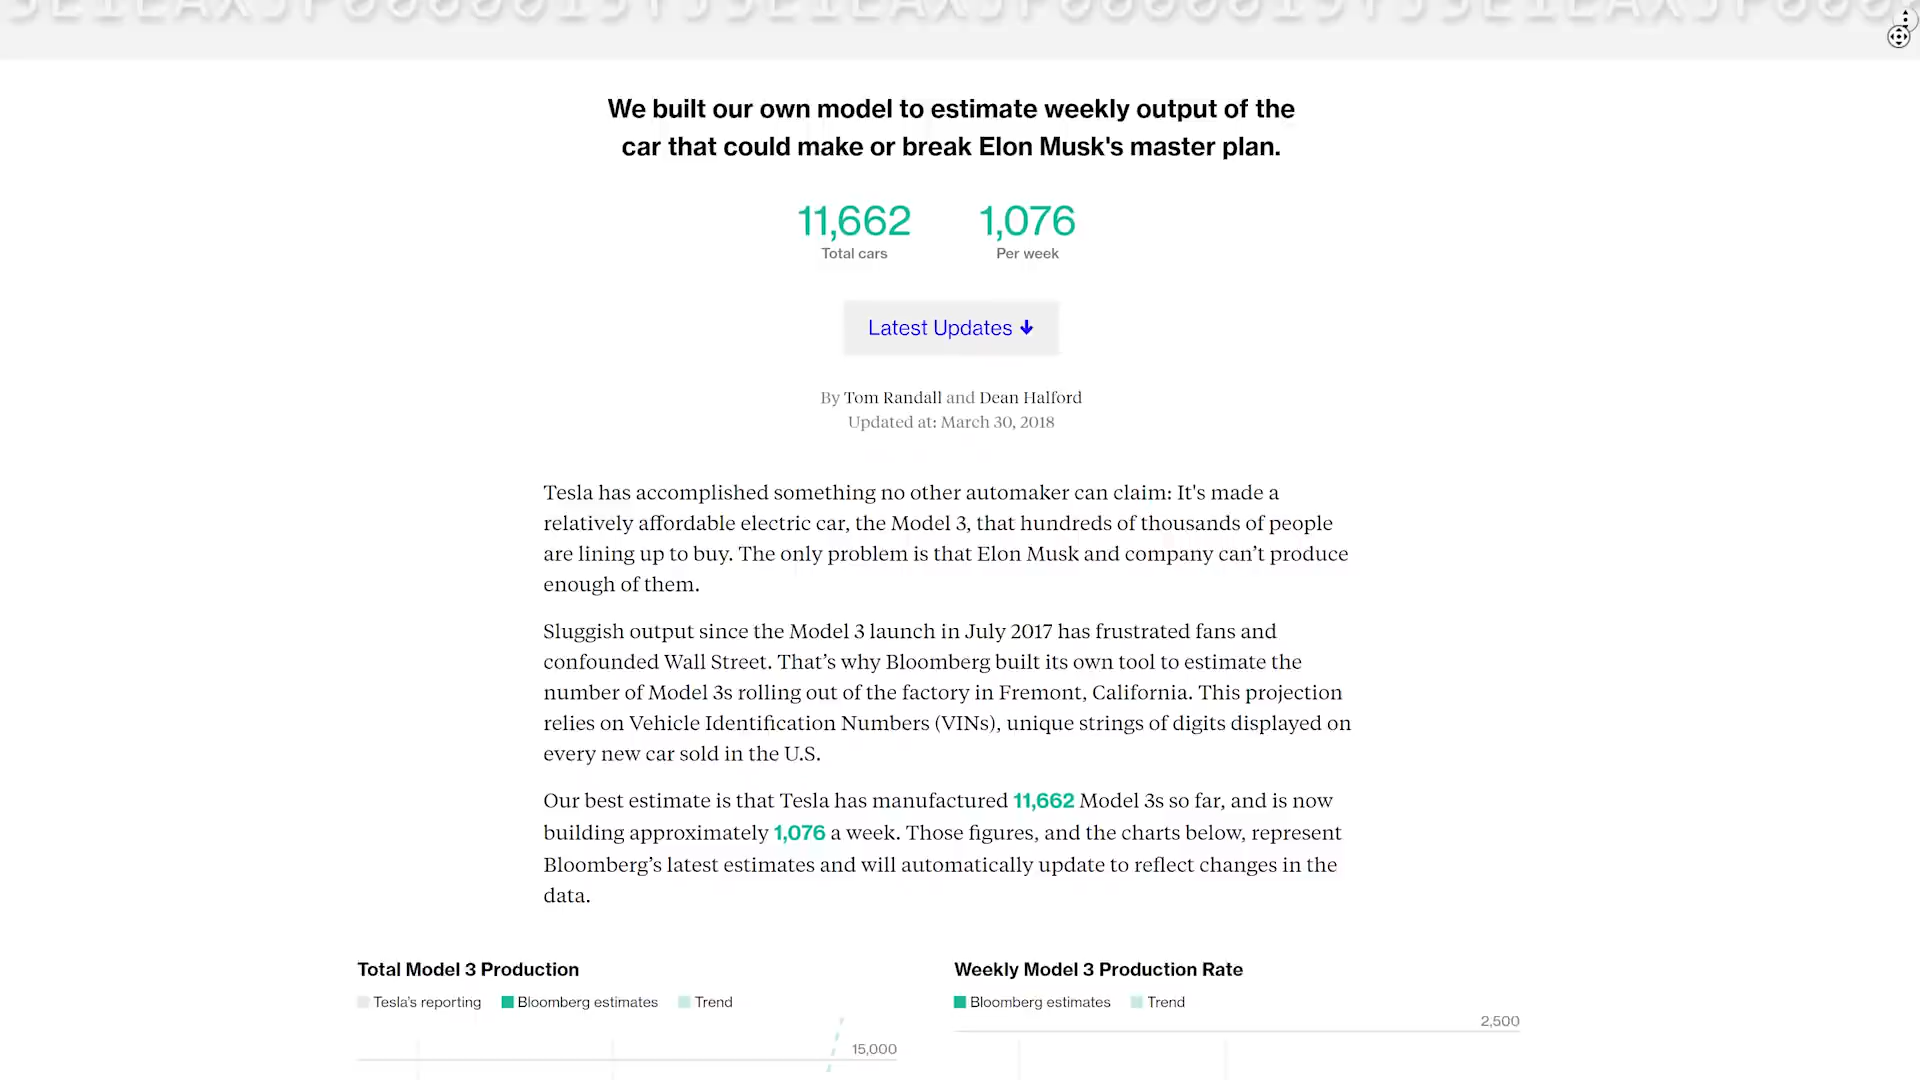 We built our own model to estimate weekly output of the
car that could make or break Elon Musk's master plan.
11,662
Total cars
1,076
Per week
Latest Updates
By Tom Randall and Dean Halford
Updated at: March 30, 2018
Tesla has accomplished something no other automaker can claim: It's made a
relatively affordable electric car, the Model 3, that hundreds of thousands of people
are lining up to buy. The only problem is that Elon Musk and company can’t produce
enough of them.
Sluggish output since the Model 3 launch in July 2017 has frustrated fans and
confounded Wall Street. That’s why Bloomberg built its own tool to estimate the
number of Model 3s rolling out of the factory in Fremont, California. This projection
relies on Vehicle Identification Numbers (VINs), unique strings of digits displayed on
every new car sold in the U.S.
Our best estimate is that Tesla has manufactured 11,662 Model 3s so far, and is now
building approximately 1,076 a week. Those figures, and the charts below, represent
Bloomberg’s latest estimates and will automatically update to reflect changes in the
data.
Total Model 3 Production
Tesla's reporting Bloomberg estimates Trend
15,000
Weekly Model 3 Production Rate
Bloomberg estimates Trend
2,500